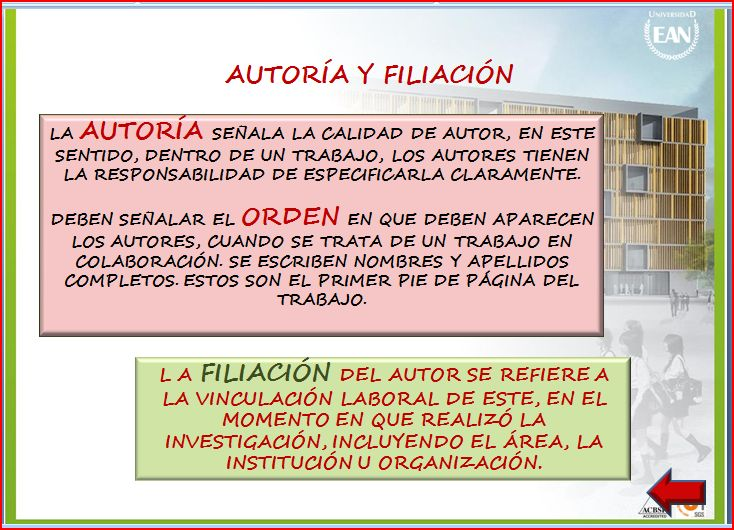 UNIVERSIDAD
EAN
AUTORÍA Y FILIACIÓN
LA AUTORÍA SEÑALA LA CALIDAD DE AUTOR, EN ESTE
SENTIDO, DENTRO DE UN TRABAJO, LOS AUTORES TIENEN
LA RESPONSABILIDAD DE ESPECIFICARLA CLARAMENTE.
DEBEN SEÑALAR EL ORDEN EN QUE DEBEN APARECEN
LOS AUTORES, CUANDO SE TRATA DE UN TRABAJO EN
COLABORACIÓN. SE ESCRIBEN NOMBRES Y APELLIDOS
COMPLETOS. ESTOS SON EL PRIMER PIE DE PÁGINA DEL
TRABAJO.
L A FILIACIÓN DEL AUTOR SE REFIERE A
LA VINCULACIÓN LABORAL DE ESTE, EN EL
MOMENTO EN QUE REALIZÓ LA
INVESTIGACIÓN, INCLUYENDO EL ÁREA, LA
INSTITUCIÓN U ORGANIZACIÓN.
ACCREDITED
SGS